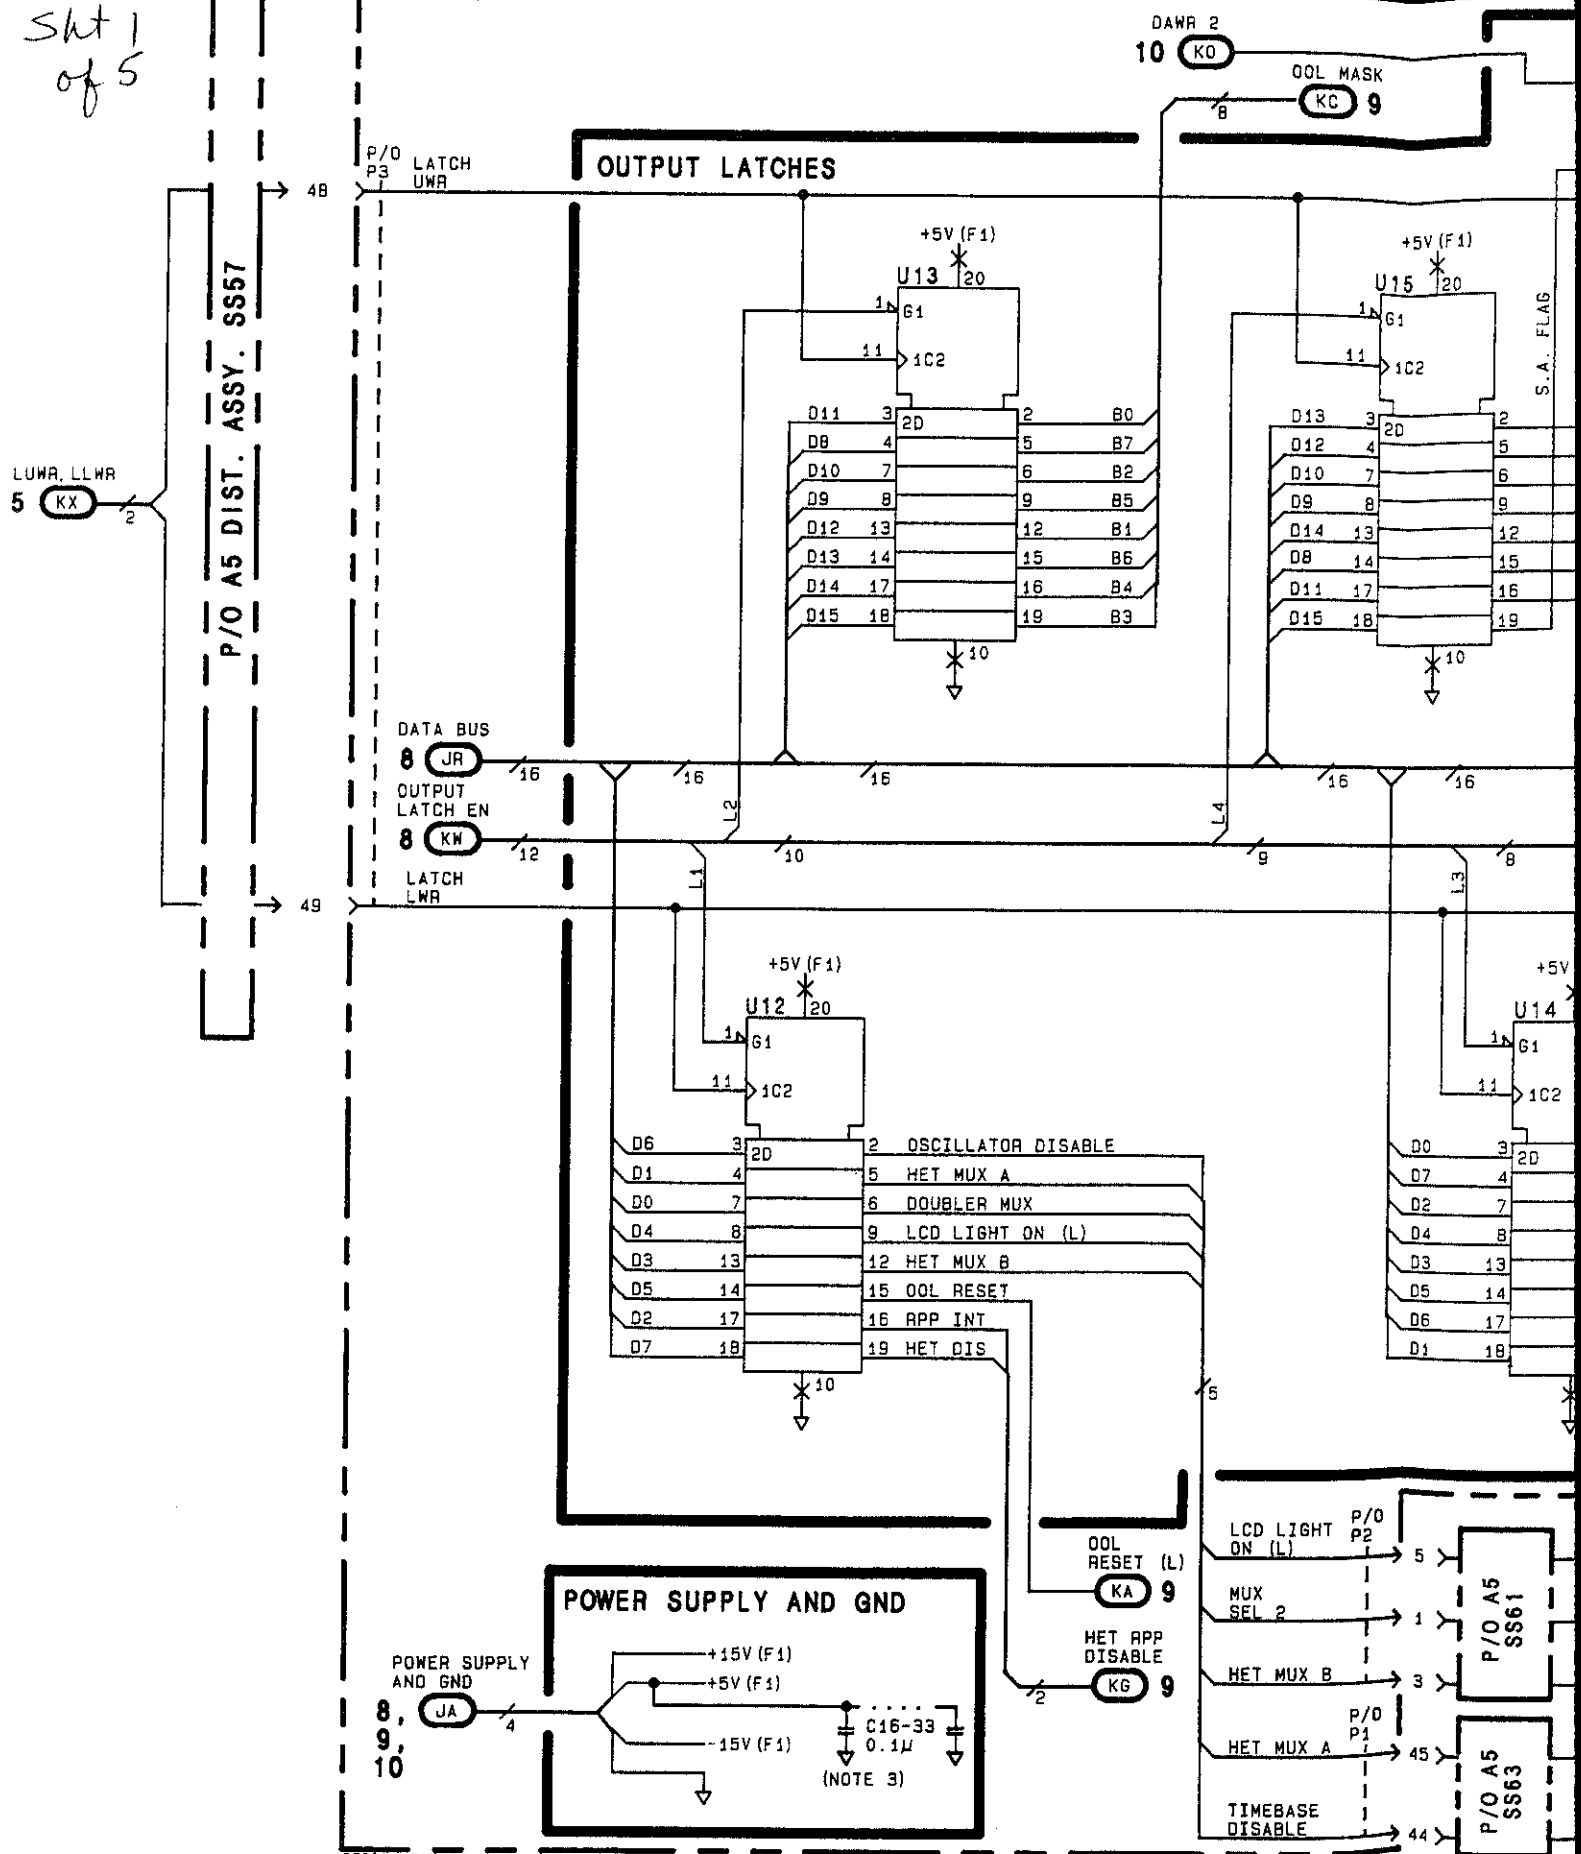 Sht 1
of 5
DAWR 2
10 KO
OOL MASK
KC 9
8
P/O
P3
LATCH
UWR
48
OUTPUT LATCHES
P/O A5 DIST. ASSY. SS57
LUWR, LLWR
5 KX
2
+5V (F1)
U13
20
1 G1
11 1C2
D11 3 2D 2 B0
D8 4 5 B7
D10 7 6 B2
D9 8 9 B5
D12 13 12 B1
D13 14 15 B6
D14 17 16 B4
D15 18 19 B3
10
+5V (F1)
U15
20
1 G1
11 1C2
S.A. FLAG
D13 3 2D 2
D12 4 5
D10 7 6
D9 8 9
D14 13 12
D8 14 15
D11 17 16
D15 18 19
10
DATA BUS
8 JR
16 16 16 16 16
OUTPUT
LATCH EN
8 KW
12 10 9 8
L2
L4
L1
L3
LATCH
LWR
49
+5V (F1)
U12
20
1 G1
11 1C2
D6 3 2D 2 OSCILLATOR DISABLE
D1 4 5 HET MUX A
D0 7 6 DOUBLER MUX
D4 8 9 LCD LIGHT ON (L)
D3 13 12 HET MUX B
D5 14 15 OOL RESET
D2 17 16 APP INT
D7 18 19 HET DIS
10
5
+5V
U14
1 G1
11 1C2
D0 3 2D
D7 4
D2 7
D4 8
D3 13
D5 14
D6 17
D1 18
OOL
RESET (L)
KA 9
HET APP
DISABLE
KG 9
2
POWER SUPPLY AND GND
+15V (F1)
+5V (F1)
-15V (F1)
C16-33
0.1µ
(NOTE 3)
POWER SUPPLY
AND GND
8, JA
9,
10
4
LCD LIGHT
ON (L)
P/O
P2
5
MUX
SEL 2
1
HET MUX B
3
P/O A5
SS61
P/O
P1
HET MUX A
45
TIMEBASE
DISABLE
44
P/O A5
SS63